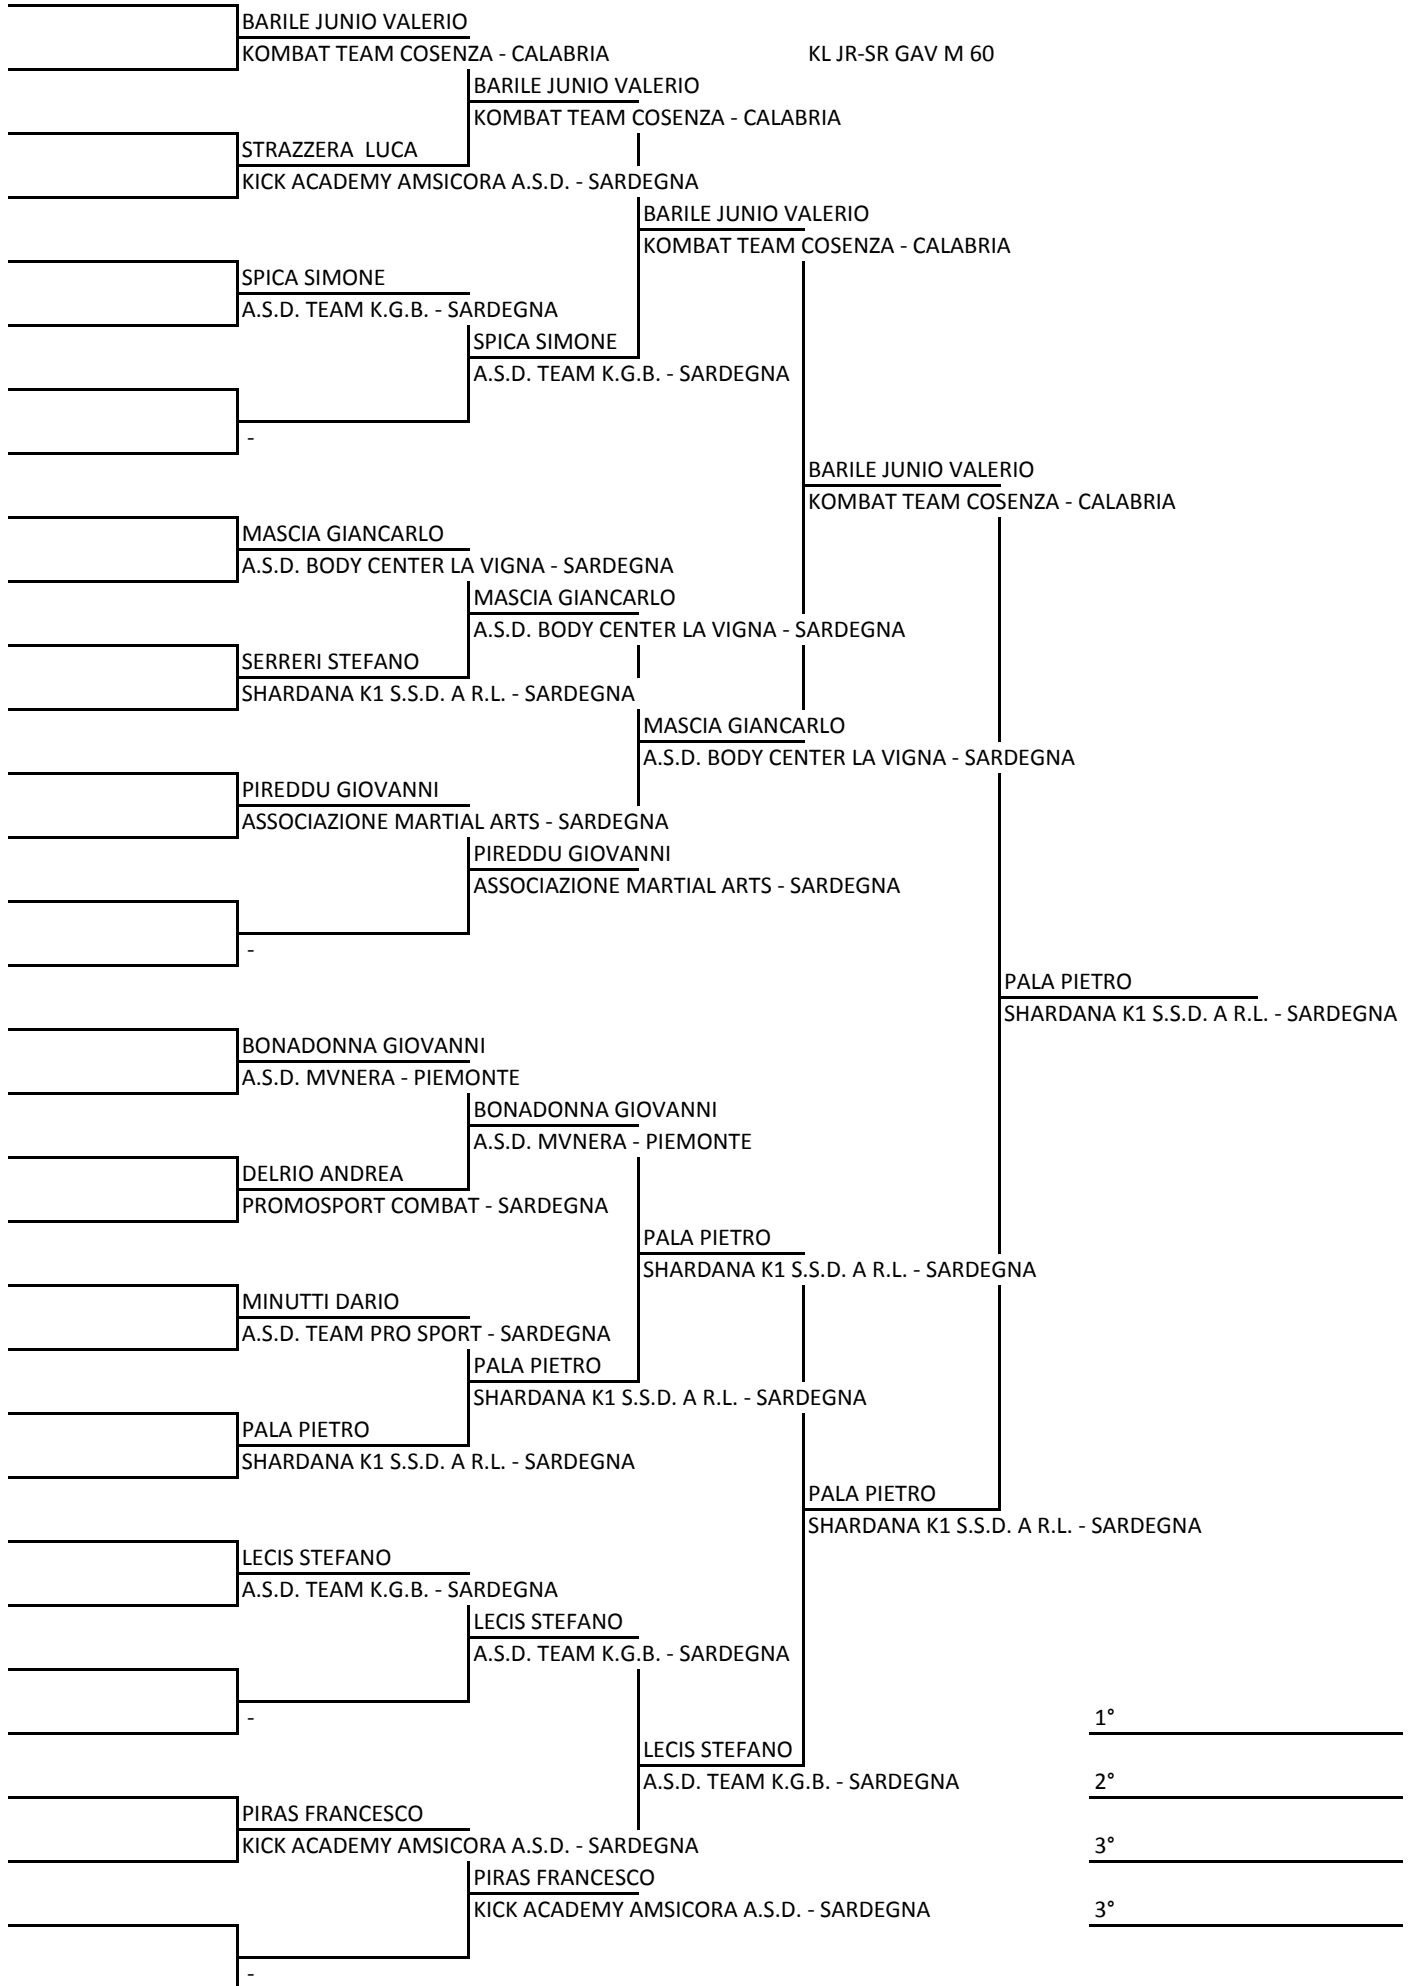 BARILE JUNIO VALERIO
KOMBAT TEAM COSENZA - CALABRIA
KL JR-SR GAV M 60
BARILE JUNIO VALERIO
KOMBAT TEAM COSENZA - CALABRIA
STRAZZERA  LUCA
KICK ACADEMY AMSICORA A.S.D. - SARDEGNA
BARILE JUNIO VALERIO
KOMBAT TEAM COSENZA - CALABRIA
SPICA SIMONE
A.S.D. TEAM K.G.B. - SARDEGNA
SPICA SIMONE
A.S.D. TEAM K.G.B. - SARDEGNA
-
BARILE JUNIO VALERIO
KOMBAT TEAM COSENZA - CALABRIA
MASCIA GIANCARLO
A.S.D. BODY CENTER LA VIGNA - SARDEGNA
MASCIA GIANCARLO
A.S.D. BODY CENTER LA VIGNA - SARDEGNA
SERRERI STEFANO
SHARDANA K1 S.S.D. A R.L. - SARDEGNA
MASCIA GIANCARLO
A.S.D. BODY CENTER LA VIGNA - SARDEGNA
PIREDDU GIOVANNI
ASSOCIAZIONE MARTIAL ARTS - SARDEGNA
PIREDDU GIOVANNI
ASSOCIAZIONE MARTIAL ARTS - SARDEGNA
-
PALA PIETRO
SHARDANA K1 S.S.D. A R.L. - SARDEGNA
BONADONNA GIOVANNI
A.S.D. MVNERA - PIEMONTE
BONADONNA GIOVANNI
A.S.D. MVNERA - PIEMONTE
DELRIO ANDREA
PROMOSPORT COMBAT - SARDEGNA
PALA PIETRO
SHARDANA K1 S.S.D. A R.L. - SARDEGNA
MINUTTI DARIO
A.S.D. TEAM PRO SPORT - SARDEGNA
PALA PIETRO
SHARDANA K1 S.S.D. A R.L. - SARDEGNA
PALA PIETRO
SHARDANA K1 S.S.D. A R.L. - SARDEGNA
PALA PIETRO
SHARDANA K1 S.S.D. A R.L. - SARDEGNA
LECIS STEFANO
A.S.D. TEAM K.G.B. - SARDEGNA
LECIS STEFANO
A.S.D. TEAM K.G.B. - SARDEGNA
-
1°
LECIS STEFANO
A.S.D. TEAM K.G.B. - SARDEGNA
2°
PIRAS FRANCESCO
KICK ACADEMY AMSICORA A.S.D. - SARDEGNA
3°
PIRAS FRANCESCO
KICK ACADEMY AMSICORA A.S.D. - SARDEGNA
3°
-